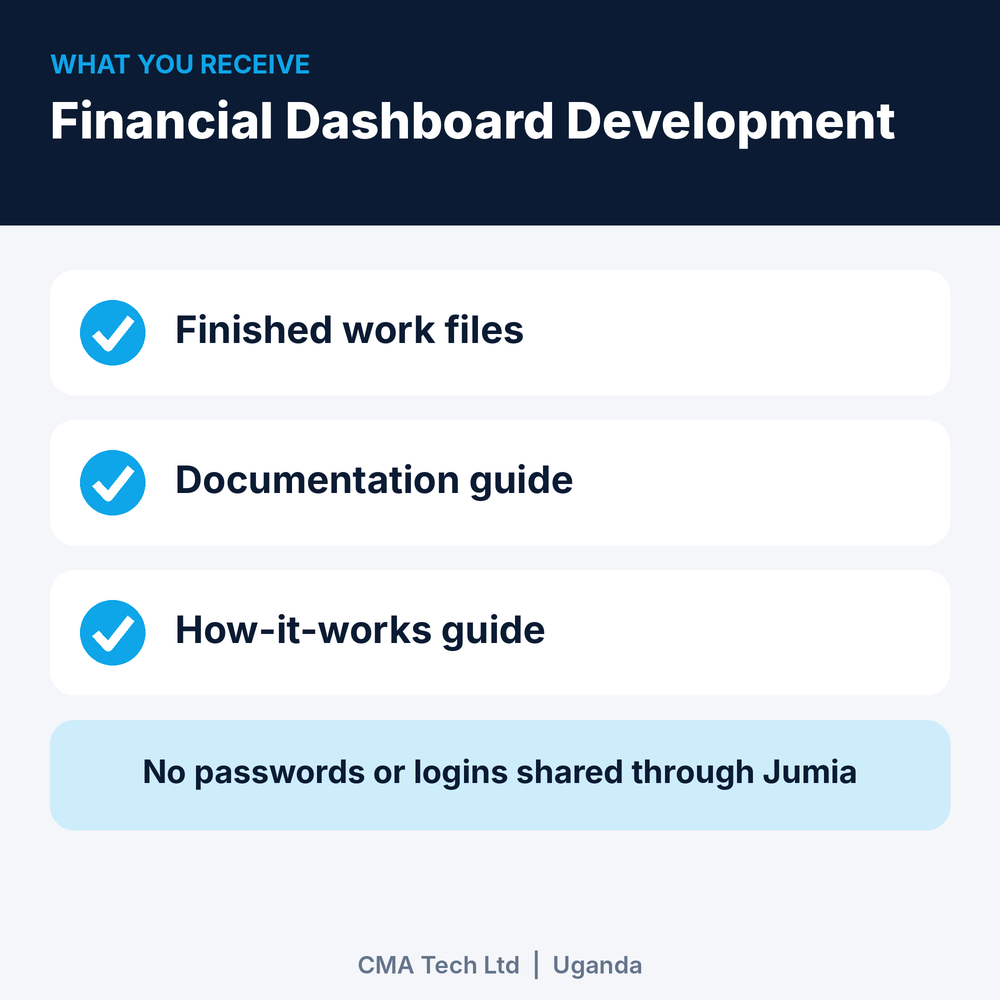 WHAT YOU RECEIVE
Financial Dashboard Development
Finished work files
Documentation guide
How-it-works guide
No passwords or logins shared through Jumia
CMA Tech Ltd | Uganda